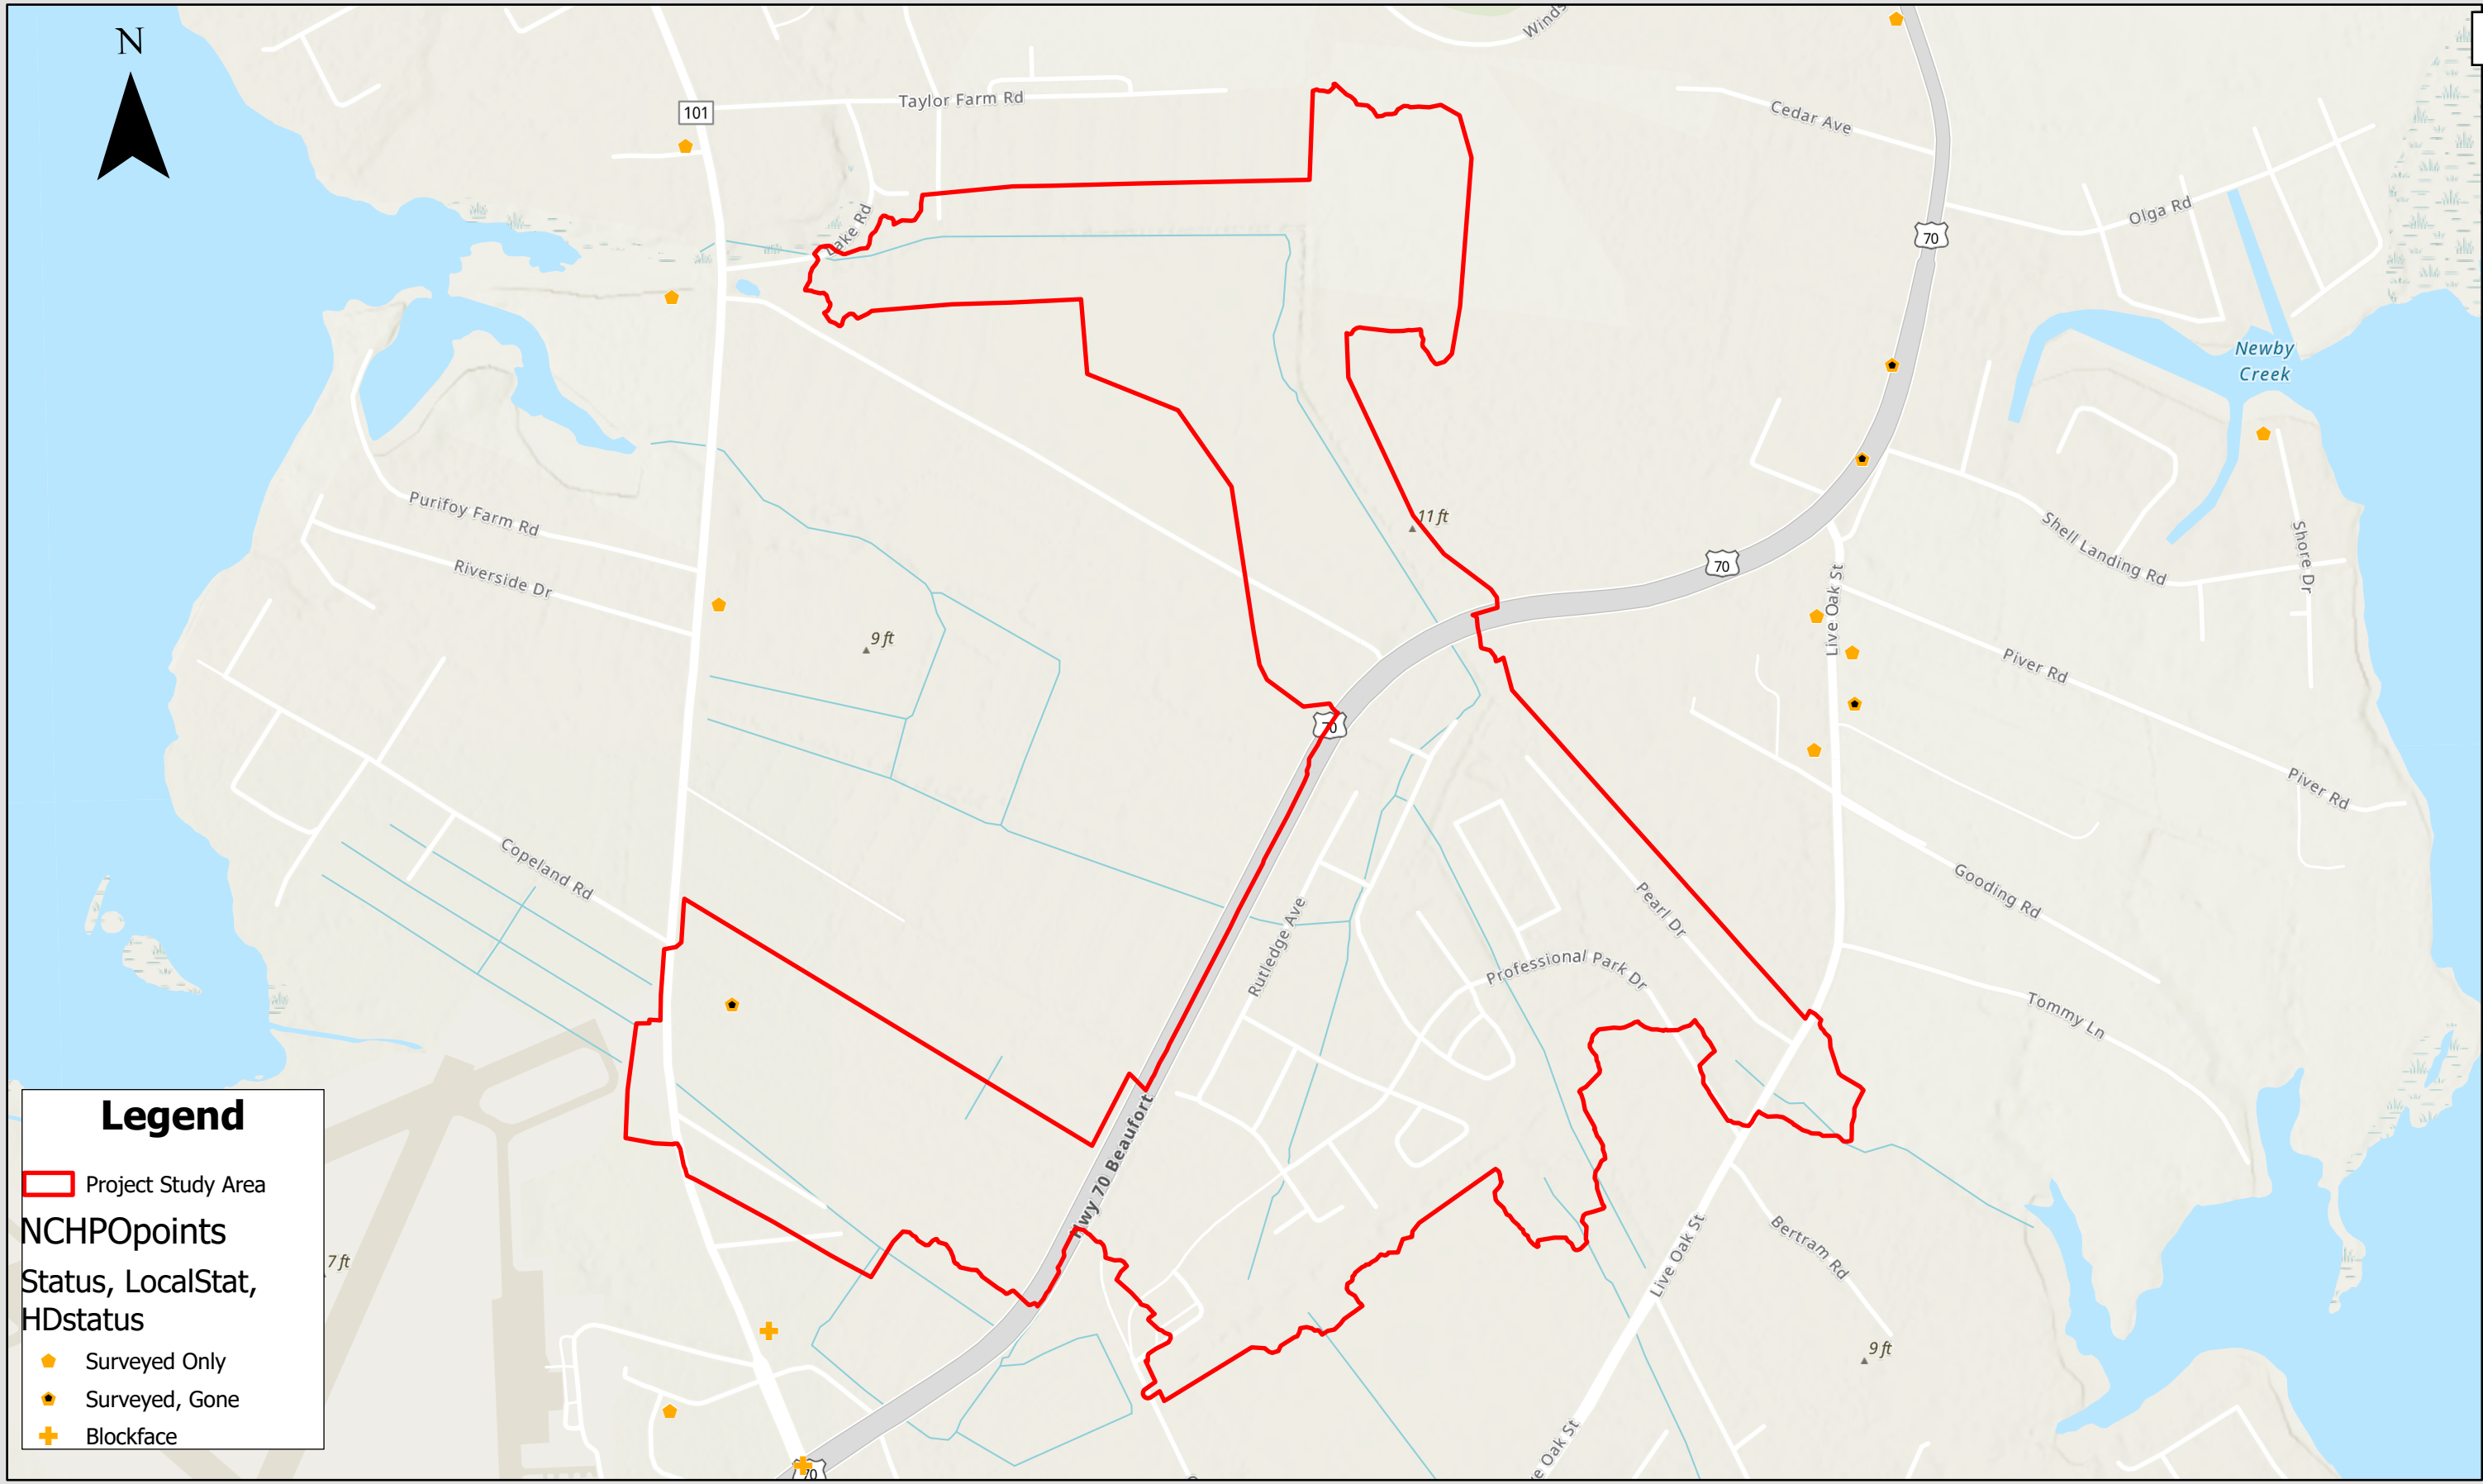 N
Winds
101
Taylor Farm Rd
Cedar Ave
Lake Rd
Olga Rd
70
Newby
Creek
Purifoy Farm Rd
11 ft
Riverside Dr
Shell Landing Rd
Shore Dr
70
Live Oak St
9 ft
Piver Rd
70
Piver Rd
Copeland Rd
Gooding Rd
Pearl Dr
Rutledge Ave
Professional Park Dr
Tommy Ln
Hwy 70 Beaufort
Bertram Rd
Live Oak St
7 ft
9 ft
ve Oak St
70
Legend
Project Study Area
NCHPOpoints
Status, LocalStat,
HDstatus
Surveyed Only
Surveyed, Gone
Blockface